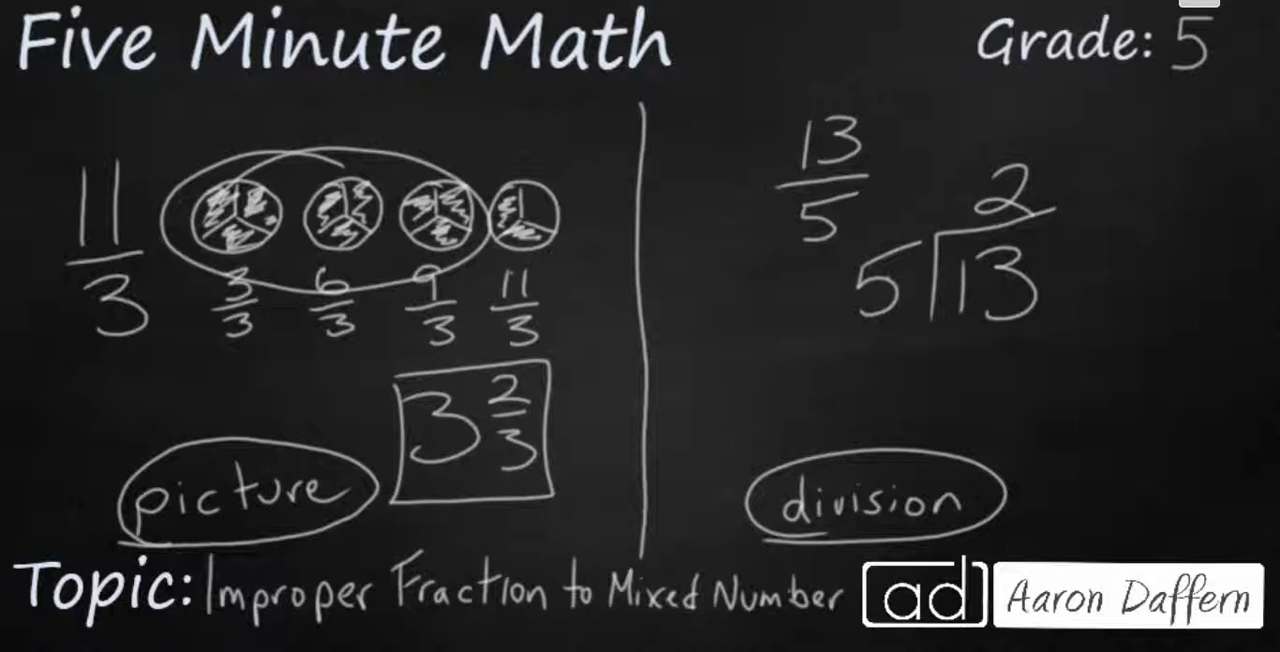 Five Minute Math
Grade: 5
11
3
3
3
6
3
9
3
11
3
3 2
3
picture
13
5
2
5 13
division
Topic: Improper Fraction to Mixed Number
ad Aaron Daffern